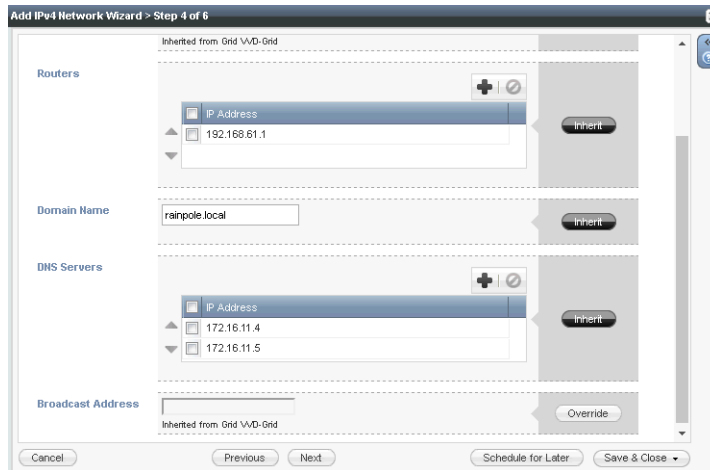 Add IPv4 Network Wizard > Step 4 of 6
Inherited from Grid VVD-Grid
Routers
IP Address
Inherit
192.168.61.1
Domain Name
rainpole.local
Inherit
DNS Servers
IP Address
172.16.11.4
Inherit
172.16.11.5
Broadcast Address
Override
Inherited from Grid VVD-Grid
Cancel
Previous
Next
Schedule for Later
Save & Close